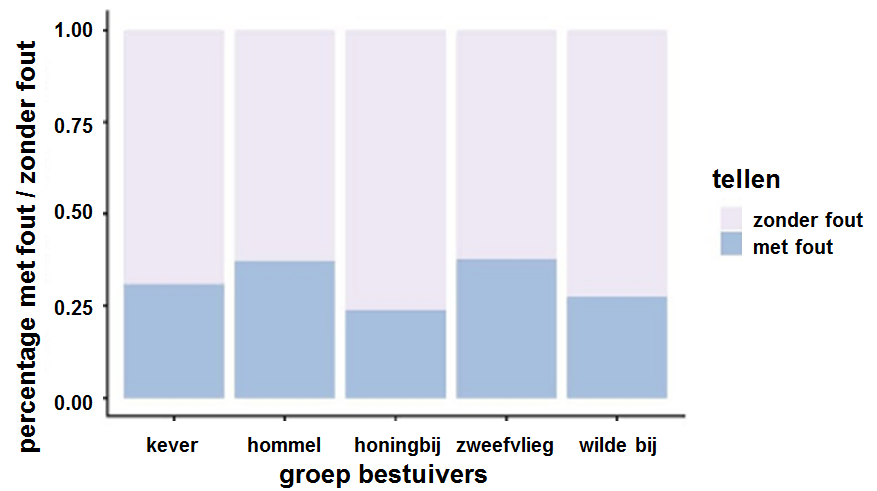 percentage met fout / zonder fout
1.00
0.75
0.50
0.25
0.00
kever hommel honingbij zweefvlieg wilde bij
groep bestuivers
tellen
zonder fout
met fout